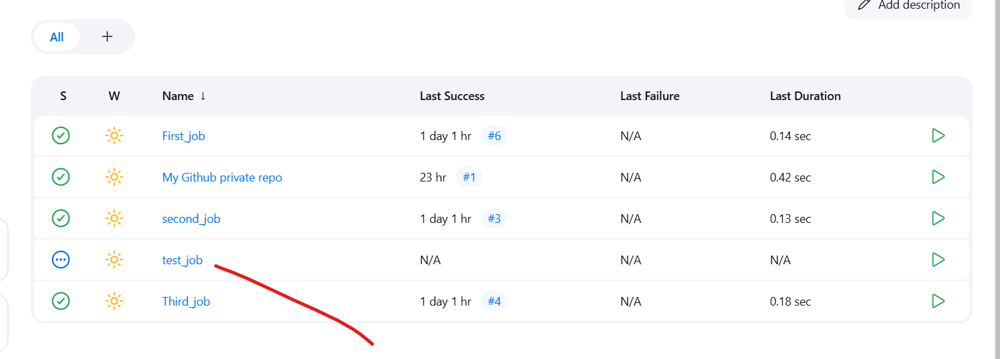 Add description
All +
S W Name ↓ Last Success Last Failure Last Duration
First_job 1 day 1 hr #6 N/A 0.14 sec
My Github private repo 23 hr #1 N/A 0.42 sec
second_job 1 day 1 hr #3 N/A 0.13 sec
test_job N/A N/A N/A
Third_job 1 day 1 hr #4 N/A 0.18 sec